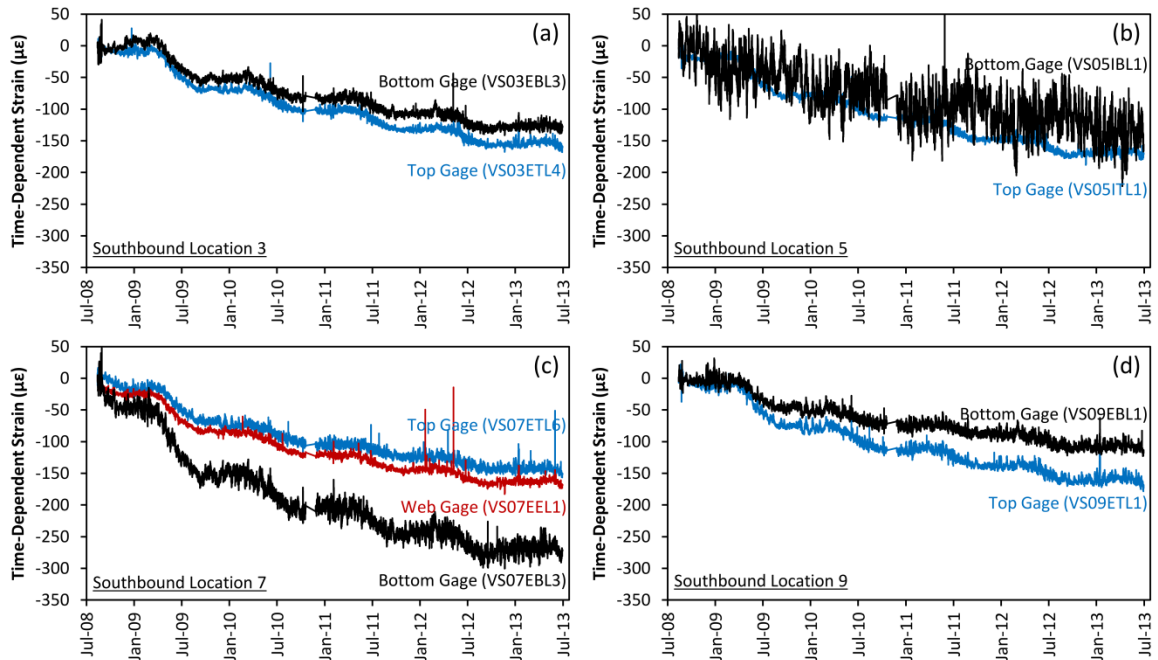 (a)
Time-Dependent Strain (με)
50
0
-50
-100
-150
-200
-250
-300
-350
Bottom Gage (VS03EBL3)
Top Gage (VS03ETL4)
Southbound Location 3
Jul-08
Jan-09
Jul-09
Jan-10
Jul-10
Jan-11
Jul-11
Jan-12
Jul-12
Jan-13
Jul-13
(b)
Time-Dependent Strain (με)
50
0
-50
-100
-150
-200
-250
-300
-350
Bottom Gage (VS05IBL1)
Top Gage (VS05ITL1)
Southbound Location 5
Jul-08
Jan-09
Jul-09
Jan-10
Jul-10
Jan-11
Jul-11
Jan-12
Jul-12
Jan-13
Jul-13
(c)
Time-Dependent Strain (με)
50
0
-50
-100
-150
-200
-250
-300
-350
Top Gage (VS07ETL6)
Web Gage (VS07EEL1)
Bottom Gage (VS07EBL3)
Southbound Location 7
Jul-08
Jan-09
Jul-09
Jan-10
Jul-10
Jan-11
Jul-11
Jan-12
Jul-12
Jan-13
Jul-13
(d)
Time-Dependent Strain (με)
50
0
-50
-100
-150
-200
-250
-300
-350
Bottom Gage (VS09EBL1)
Top Gage (VS09ETL1)
Southbound Location 9
Jul-08
Jan-09
Jul-09
Jan-10
Jul-10
Jan-11
Jul-11
Jan-12
Jul-12
Jan-13
Jul-13